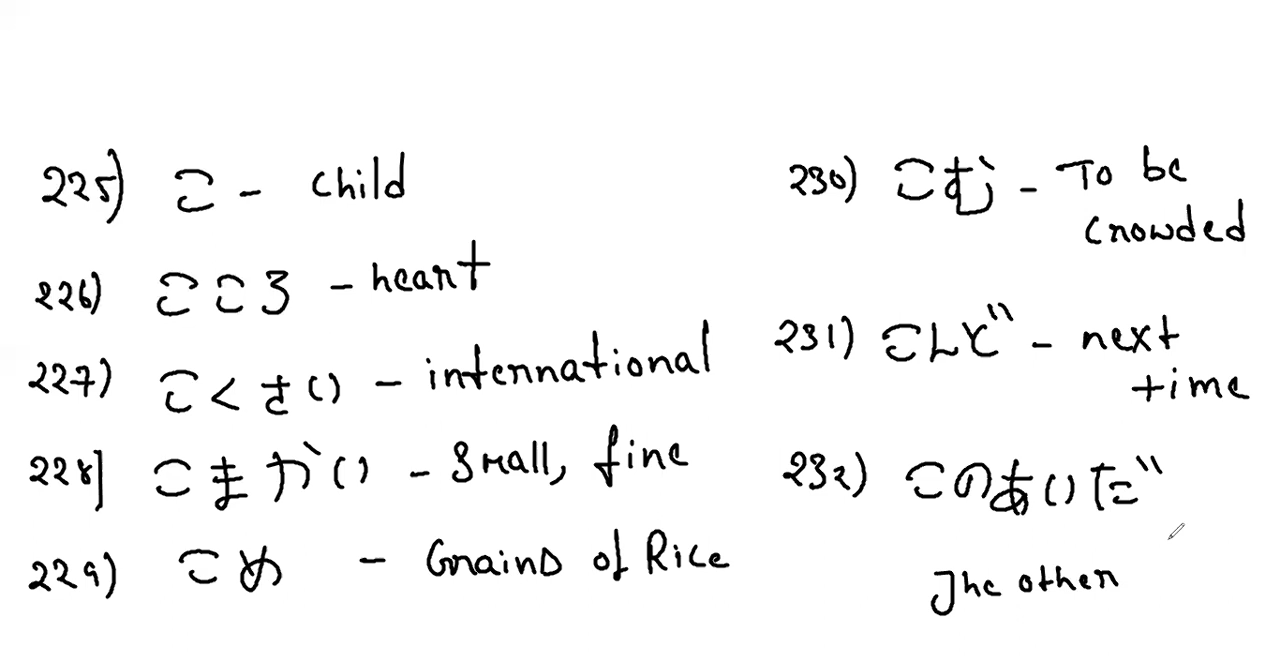 225) こ - child
226) こころ - heart
227) こくさい - international
228] こまがい - Small, fine
229) こめ - Grains of Rice
230) こむ - To be
crowded
231) こんど - next
time
232) このあいだ
The other